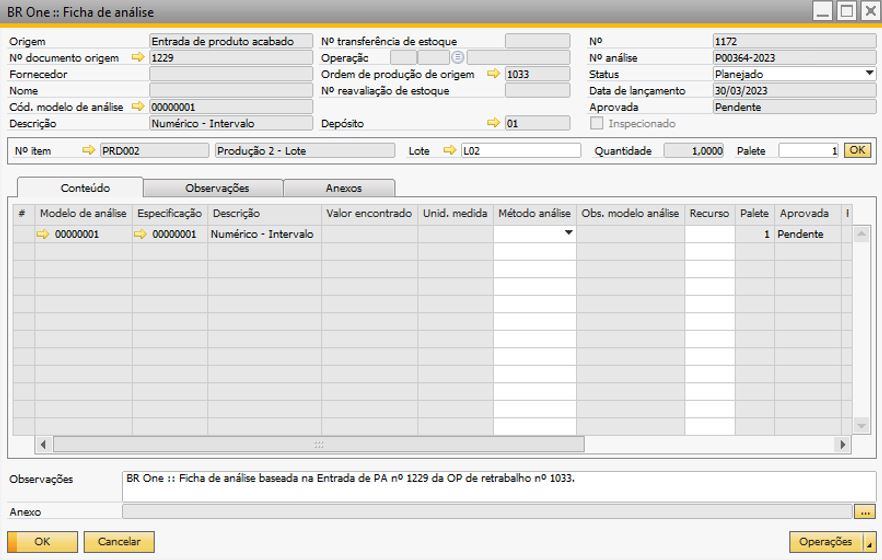 BR One :: Ficha de análise
Origem Entrada de produto acabado Nº transferência de estoque Nº 1172
Nº documento origem 1229 Operação Nº análise P00364-2023
Fornecedor Ordem de produção de origem 1033 Status Planejado
Nome Nº reavaliação de estoque Data de lançamento 30/03/2023
Cód. modelo de análise 00000001 Aprovada Pendente
Descrição Numérico - Intervalo Depósito 01 Inspecionado
Nº item PRD002 Produção 2 - Lote Lote L02 Quantidade 1,0000 Palete 1 OK
Conteúdo Observações Anexos
# Modelo de análise Especificação Descrição Valor encontrado Unid. medida Método análise Obs. modelo análise Recurso Palete Aprovada
00000001 00000001 Numérico - Intervalo 1 Pendente
Observações BR One :: Ficha de análise baseada na Entrada de PA nº 1229 da OP de retrabalho nº 1033.
Anexo ...
OK Cancelar Operações